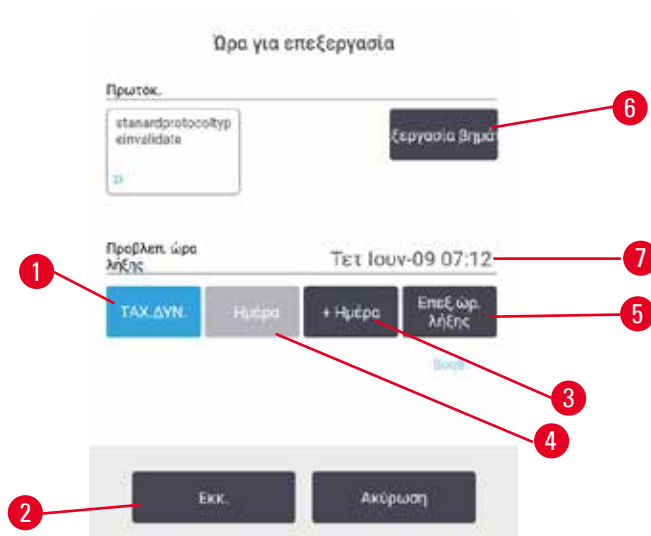 Ώρα για επεξεργασία
Πρωτόκ.
stanardprotocoltyp
einvalidate
ξεργασία βημά
6
Προβλεπ. ώρα
λήξης
Τετ Ιουν-09 07:12
7
1
ΤΑΧ.ΔΥΝ.
- Ημέρα
+ Ημέρα
Επεξ.ώρ.
λήξης
5
3
4
2
Εκκ.
Ακύρωση